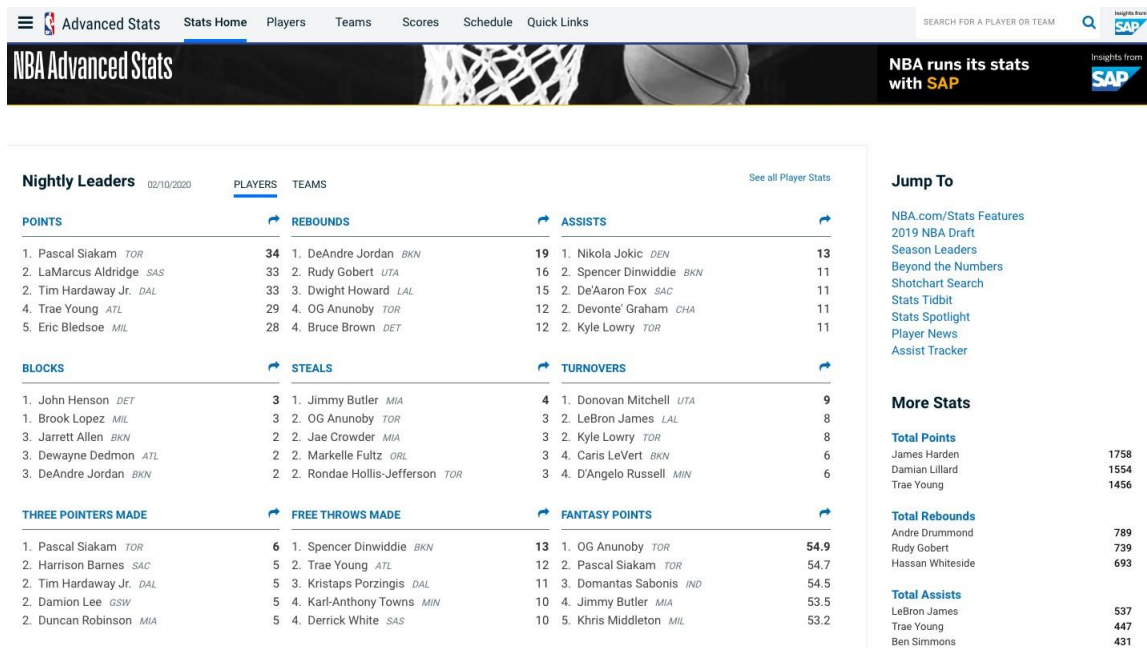 Advanced Stats Stats Home Players Teams Scores Schedule Quick Links SEARCH FOR A PLAYER OR TEAM
Insights from
SAP
NBA Advanced Stats
NBA runs its stats
with SAP
Insights from
SAP
Nightly Leaders 02/10/2020 PLAYERS TEAMS See all Player Stats
POINTS
1. Pascal Siakam TOR 34
2. LaMarcus Aldridge SAS 33
2. Tim Hardaway Jr. DAL 33
4. Trae Young ATL 29
5. Eric Bledsoe MIL 28
REBOUNDS
1. DeAndre Jordan BKN 19
2. Rudy Gobert UTA 16
3. Dwight Howard LAL 15
4. OG Anunoby TOR 12
4. Bruce Brown DET 12
ASSISTS
1. Nikola Jokic DEN 13
2. Spencer Dinwiddie BKN 11
2. De'Aaron Fox SAC 11
2. Devonte' Graham CHA 11
2. Kyle Lowry TOR 11
BLOCKS
1. John Henson DET 3
1. Brook Lopez MIL 3
3. Jarrett Allen BKN 2
3. Dewayne Dedmon ATL 2
3. DeAndre Jordan BKN 2
STEALS
1. Jimmy Butler MIA 4
2. OG Anunoby TOR 3
2. Jae Crowder MIA 3
2. Markelle Fultz ORL 3
2. Rondae Hollis-Jefferson TOR 3
TURNOVERS
1. Donovan Mitchell UTA 9
2. LeBron James LAL 8
2. Kyle Lowry TOR 8
4. Caris LeVert BKN 6
4. D'Angelo Russell MIN 6
THREE POINTERS MADE
1. Pascal Siakam TOR 6
2. Harrison Barnes SAC 5
2. Tim Hardaway Jr. DAL 5
2. Damion Lee GSW 5
2. Duncan Robinson MIA 5
FREE THROWS MADE
1. Spencer Dinwiddie BKN 13
2. Trae Young ATL 12
3. Kristaps Porzingis DAL 11
4. Karl-Anthony Towns MIN 10
4. Derrick White SAS 10
FANTASY POINTS
1. OG Anunoby TOR 54.9
2. Pascal Siakam TOR 54.7
3. Domantas Sabonis IND 54.5
4. Jimmy Butler MIA 53.5
5. Khris Middleton MIL 53.2
Jump To
NBA.com/Stats Features
2019 NBA Draft
Season Leaders
Beyond the Numbers
Shotchart Search
Stats Tidbit
Stats Spotlight
Player News
Assist Tracker
More Stats
Total Points
James Harden 1758
Damian Lillard 1554
Trae Young 1456
Total Rebounds
Andre Drummond 789
Rudy Gobert 739
Hassan Whiteside 693
Total Assists
LeBron James 537
Trae Young 447
Ben Simmons 431